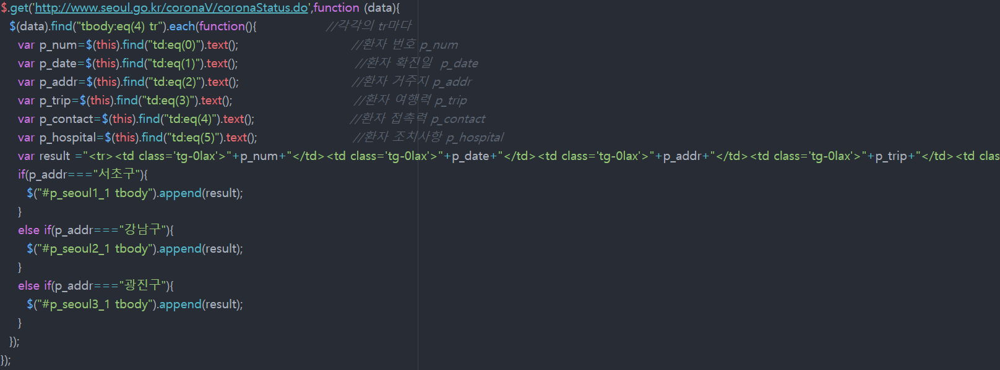 $.get('http://www.seoul.go.kr/coronaV/coronaStatus.do',function (data){
$(data).find("tbody:eq(4) tr").each(function(){ //각각의 tr마다
var p_num=$(this).find("td:eq(0)").text(); //환자 번호 p_num
var p_date=$(this).find("td:eq(1)").text(); //환자 확진일 p_date
var p_addr=$(this).find("td:eq(2)").text(); //환자 거주지 p_addr
var p_trip=$(this).find("td:eq(3)").text(); //환자 여행력 p_trip
var p_contact=$(this).find("td:eq(4)").text(); //환자 접촉력 p_contact
var p_hospital=$(this).find("td:eq(5)").text(); //환자 조치사항 p_hospital
var result ="<tr><td class='tg-0lax'>"+p_num+"</td><td class='tg-0lax'>"+p_date+"</td><td class='tg-0lax'>"+p_addr+"</td><td class='tg-0lax'>"+p_trip+"</td><td clas
if(p_addr==="서초구"){
$("#p_seoul1_1 tbody").append(result);
}
else if(p_addr==="강남구"){
$("#p_seoul2_1 tbody").append(result);
}
else if(p_addr==="광진구"){
$("#p_seoul3_1 tbody").append(result);
}
});
});